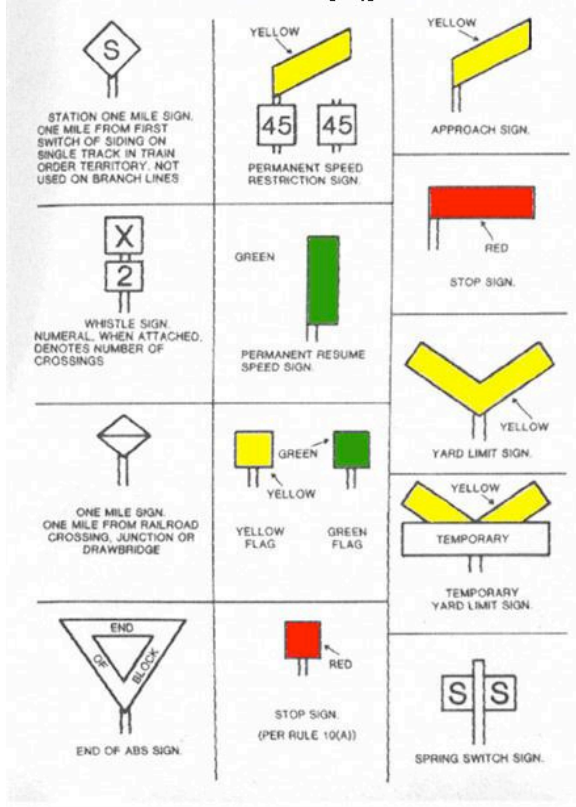 S
STATION ONE MILE SIGN.
ONE MILE FROM FIRST
SWITCH OF SIDING ON
SINGLE TRACK IN TRAIN
ORDER TERRITORY. NOT
USED ON BRANCH LINES
X
2
WHISTLE SIGN.
NUMERAL, WHEN ATTACHED,
DENOTES NUMBER OF
CROSSINGS
ONE MILE SIGN.
ONE MILE FROM RAILROAD
CROSSING, JUNCTION OR
DRAWBRIDGE
END
OF
BLOCK
END OF ABS SIGN.
YELLOW
45
45
PERMANENT SPEED
RESTRICTION SIGN.
GREEN
PERMANENT RESUME
SPEED SIGN.
GREEN
YELLOW
YELLOW
FLAG
GREEN
FLAG
RED
STOP SIGN.
(PER RULE 10(A))
YELLOW
APPROACH SIGN.
RED
STOP SIGN.
YELLOW
YARD LIMIT SIGN.
YELLOW
TEMPORARY
TEMPORARY
YARD LIMIT SIGN.
S S
SPRING SWITCH SIGN.